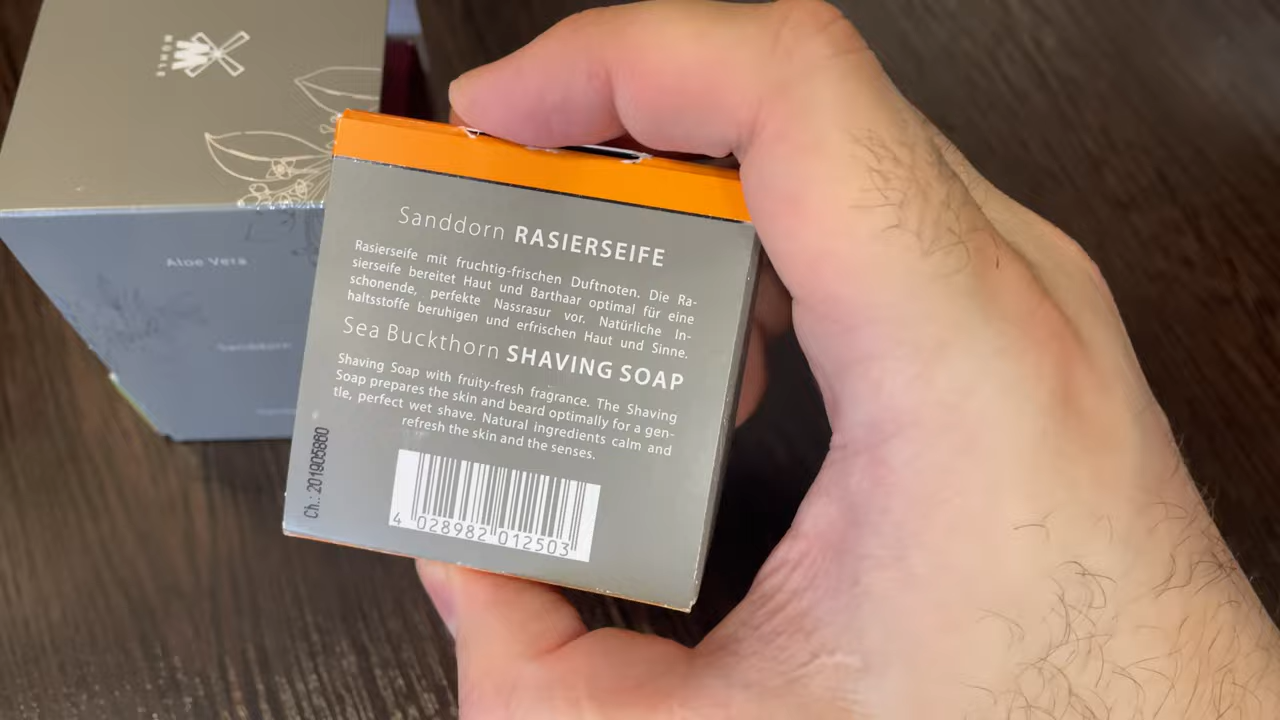 MÜHLE
Aloe Vera
Sanddorn
Sanddorn RASIERSEIFE
Rasierseife mit fruchtig-frischen Duftnoten. Die Ra-
sierseife bereitet Haut und Barthaar optimal für eine
schonende, perfekte Nassrasur vor. Natürliche In-
haltsstoffe beruhigen und erfrischen Haut und Sinne.
Sea Buckthorn SHAVING SOAP
Shaving Soap with fruity-fresh fragrance. The Shaving
Soap prepares the skin and beard optimally for a gen-
tle, perfect wet shave. Natural ingredients calm and
refresh the skin and the senses.
Ch.: 201905860
4 028982 012503